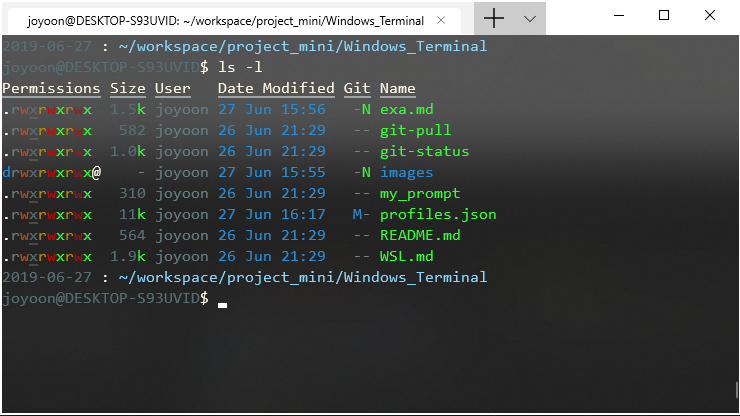 joyoon@DESKTOP-S93UVID: ~/workspace/project_mini/Windows_Terminal
2019-06-27 : ~/workspace/project_mini/Windows_Terminal
joyoon@DESKTOP-S93UVID$ ls -l
Permissions Size User   Date Modified Git Name
.rwxrwxrwx  1.5k joyoon 27 Jun 15:56   -N exa.md
.rwxrwxrwx   582 joyoon 26 Jun 21:29   -- git-pull
.rwxrwxrwx  1.0k joyoon 26 Jun 21:29   -- git-status
drwxrwxrwx@    - joyoon 27 Jun 15:55   -N images
.rwxrwxrwx   310 joyoon 26 Jun 21:29   -- my_prompt
.rwxrwxrwx   11k joyoon 27 Jun 16:17   M- profiles.json
.rwxrwxrwx   564 joyoon 26 Jun 21:29   -- README.md
.rwxrwxrwx  1.9k joyoon 26 Jun 21:29   -- WSL.md
2019-06-27 : ~/workspace/project_mini/Windows_Terminal
joyoon@DESKTOP-S93UVID$